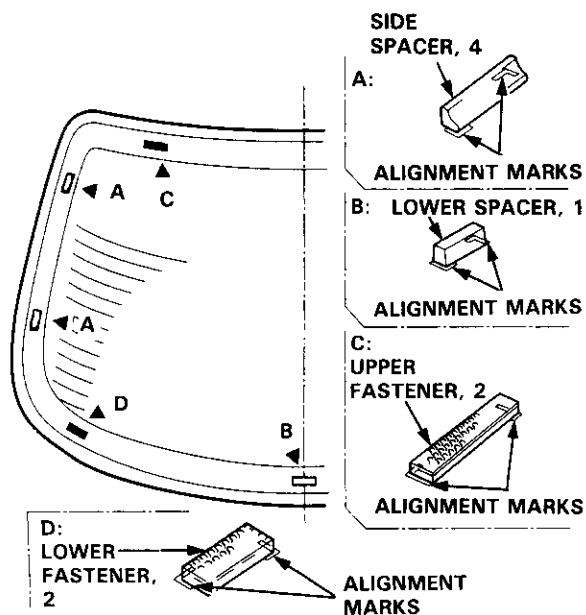 SIDE
SPACER, 4
A:
ALIGNMENT MARKS
B: LOWER SPACER, 1
ALIGNMENT MARKS
C:
UPPER
FASTENER, 2
ALIGNMENT MARKS
A
C
A
D
B
D:
LOWER
FASTENER,
2
ALIGNMENT
MARKS